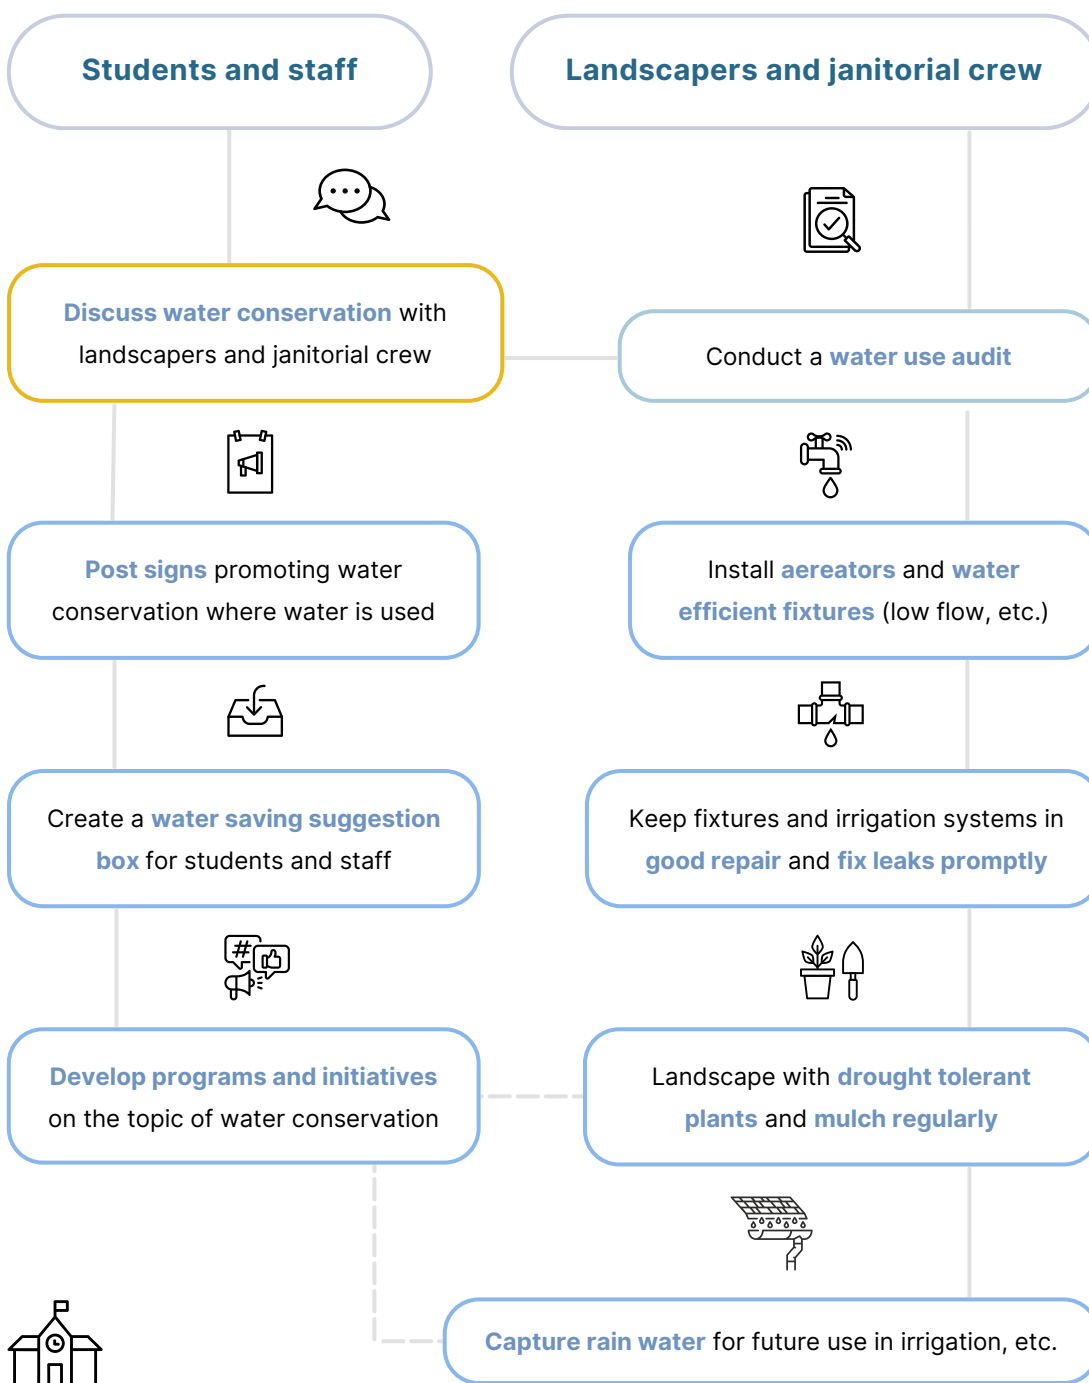 Students and staff
Landscapers and janitorial crew
Discuss water conservation with
landscapers and janitorial crew
Conduct a water use audit
Post signs promoting water
conservation where water is used
Install aereators and water
efficient fixtures (low flow, etc.)
Create a water saving suggestion
box for students and staff
Keep fixtures and irrigation systems in
good repair and fix leaks promptly
Develop programs and initiatives
on the topic of water conservation
Landscape with drought tolerant
plants and mulch regularly
Capture rain water for future use in irrigation, etc.